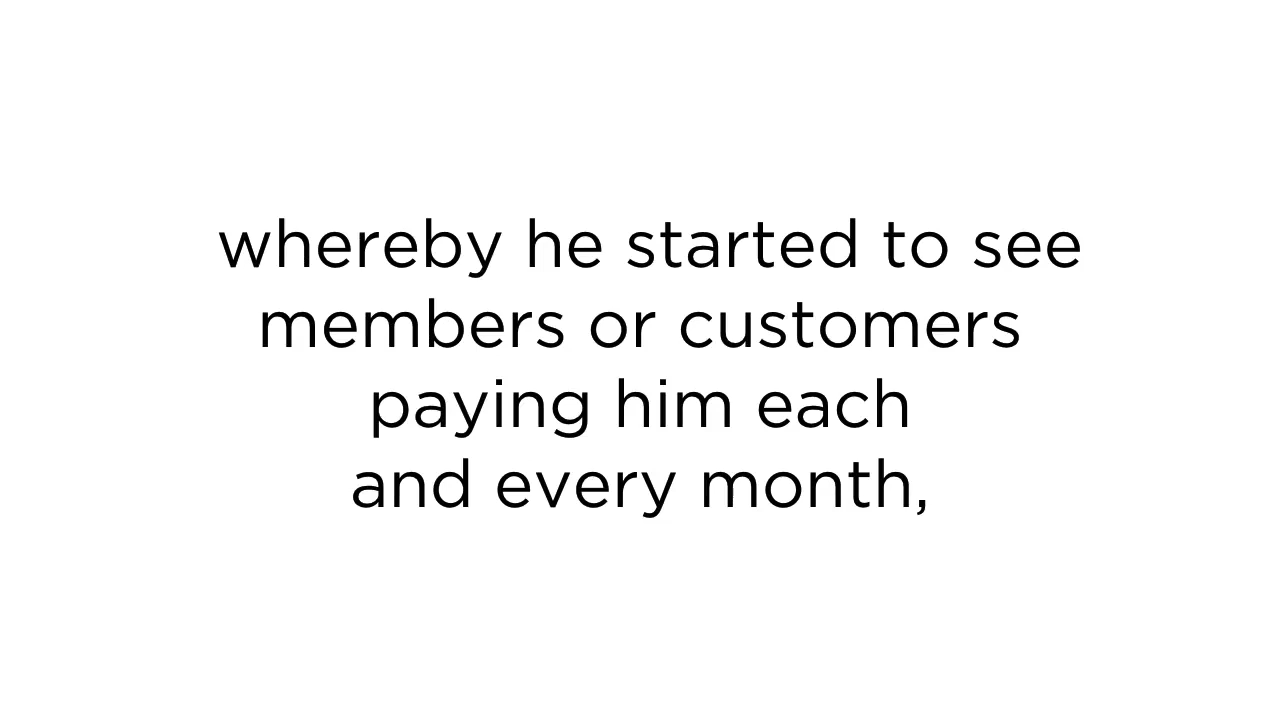 whereby he started to see
members or customers
paying him each
and every month,